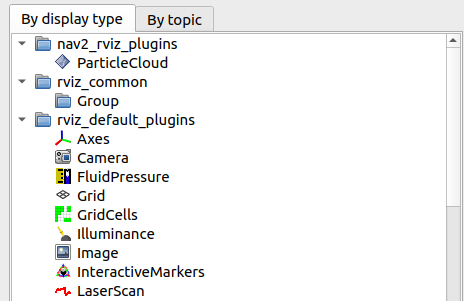 By display type
By topic
nav2_rviz_plugins
ParticleCloud
rviz_common
Group
rviz_default_plugins
Axes
Camera
FluidPressure
Grid
GridCells
Illuminance
Image
InteractiveMarkers
LaserScan